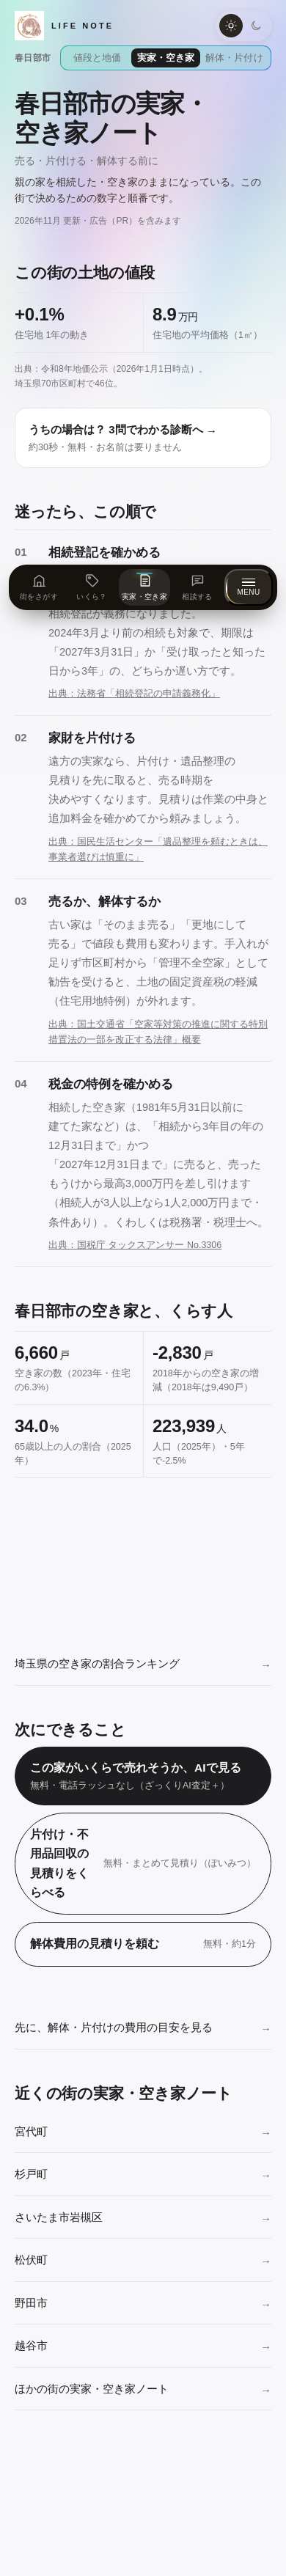 LIFE NOTE
春日部市
値段と地価
実家・空き家
解体・片付け
春日部市の実家・
空き家ノート
売る・片付ける・解体する前に
親の家を相続した・空き家のままになっている。この
街で決めるための数字と順番です。
2026年11月 更新・広告（PR）を含みます
この街の土地の値段
+0.1%
住宅地 1年の動き
8.9万円
住宅地の平均価格（1㎡）
出典：令和8年地価公示（2026年1月1日時点）。
埼玉県70市区町村で46位。
うちの場合は？ 3問でわかる診断へ →
約30秒・無料・お名前は要りません
迷ったら、この順で
01
相続登記を確かめる
街をさがす
いくら？
実家・空き家
相談する
MENU
相続登記が義務になりました。
2024年3月より前の相続も対象で、期限は
「2027年3月31日」か「受け取ったと知った
日から3年」の、どちらか遅い方です。
出典：法務省「相続登記の申請義務化」
02
家財を片付ける
遠方の実家なら、片付け・遺品整理の
見積りを先に取ると、売る時期を
決めやすくなります。見積りは作業の中身と
追加料金を確かめてから頼みましょう。
出典：国民生活センター「遺品整理を頼むときは、
事業者選びは慎重に」
03
売るか、解体するか
古い家は「そのまま売る」「更地にして
売る」で値段も費用も変わります。手入れが
足りず市区町村から「管理不全空家」として
勧告を受けると、土地の固定資産税の軽減
（住宅用地特例）が外れます。
出典：国土交通省「空家等対策の推進に関する特別
措置法の一部を改正する法律」概要
04
税金の特例を確かめる
相続した空き家（1981年5月31日以前に
建てた家など）は、「相続から3年目の年の
12月31日まで」かつ
「2027年12月31日まで」に売ると、売った
もうけから最高3,000万円を差し引けます
（相続人が3人以上なら1人2,000万円まで・
条件あり）。くわしくは税務署・税理士へ。
出典：国税庁 タックスアンサー No.3306
春日部市の空き家と、くらす人
6,660戸
空き家の数（2023年・住宅
の6.3%）
-2,830戸
2018年からの空き家の増
減（2018年は9,490戸）
34.0%
65歳以上の人の割合（2025
年）
223,939人
人口（2025年）・5年
で-2.5%
埼玉県の空き家の割合ランキング →
次にできること
この家がいくらで売れそうか、AIで見る
無料・電話ラッシュなし（ざっくりAI査定＋）
片付け・不
用品回収の
見積りをく
らべる
無料・まとめて見積り（ぽいみつ）
解体費用の見積りを頼む
無料・約1分
先に、解体・片付けの費用の目安を見る →
近くの街の実家・空き家ノート
宮代町 →
杉戸町 →
さいたま市岩槻区 →
松伏町 →
野田市 →
越谷市 →
ほかの街の実家・空き家ノート →